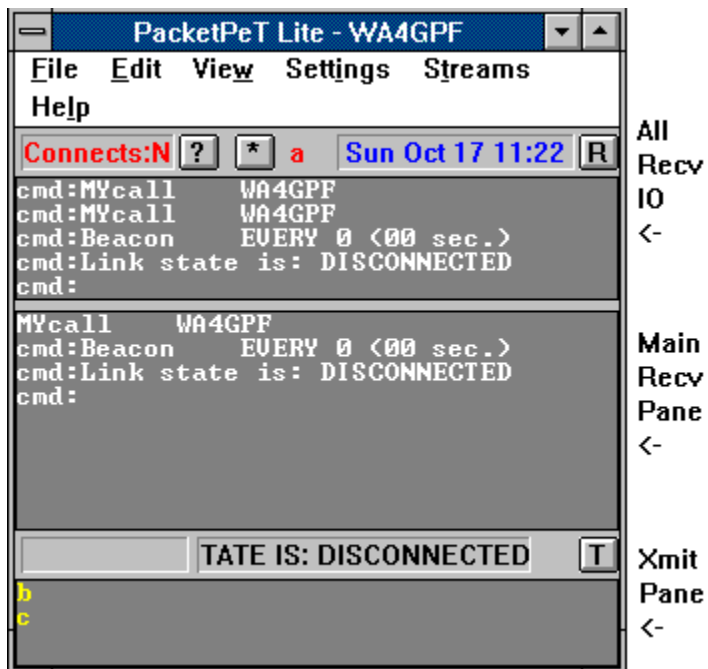 PacketPeT Lite - WA4GPF
File Edit View Settings Streams
Help
Connects:N ? * a Sun Oct 17 11:22 R
cmd:MYcall WA4GPF
cmd:MYcall WA4GPF
cmd:Beacon EVERY 0 (00 sec.)
cmd:Link state is: DISCONNECTED
cmd:
All
Recv
IO
<-
MYcall WA4GPF
cmd:Beacon EVERY 0 (00 sec.)
cmd:Link state is: DISCONNECTED
cmd:
Main
Recv
Pane
<-
TATE IS: DISCONNECTED T
b
c
Xmit
Pane
<-